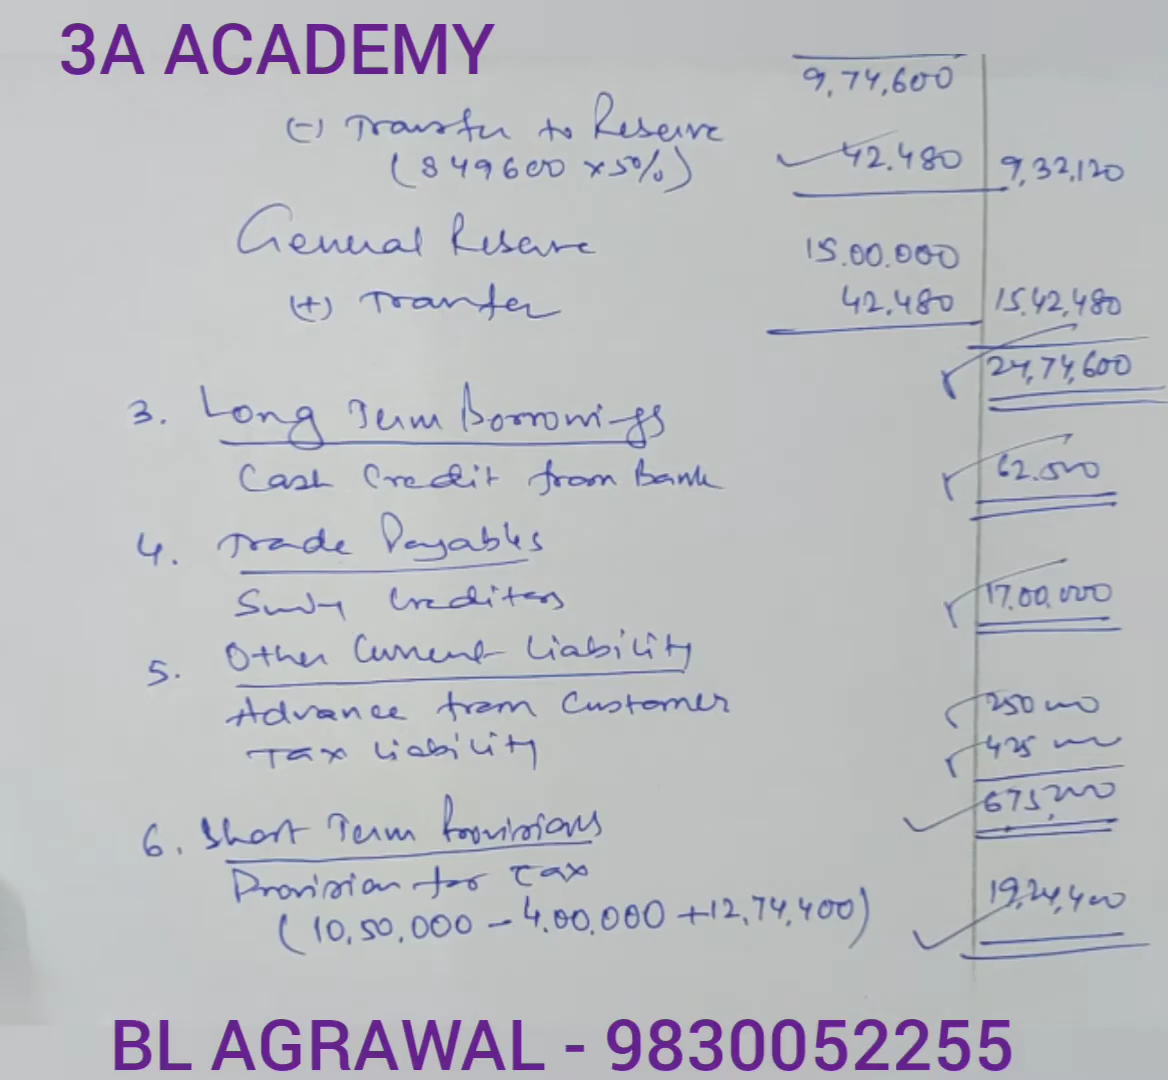 3A ACADEMY
9,74,600
(-) Transfer to Reserve
(849600 x 5%) 42.480 9,32,120
General Reserve 15.00.000
(+) Tranfer 42,480 15,42,480
24,74,600
3. Long Term Borrowings
Cash Credit from Bank 62.500
4. Trade Payables
Sundry Creditors 17.00.000
5. Other Current Liability
Advance from Customer 250000
Tax Liability 425000
675,000
6. Short Term Provisions
Provision for Tax
(10,50,000 - 4.00.000 + 12,74,400) 19,24,400
BL AGRAWAL - 9830052255